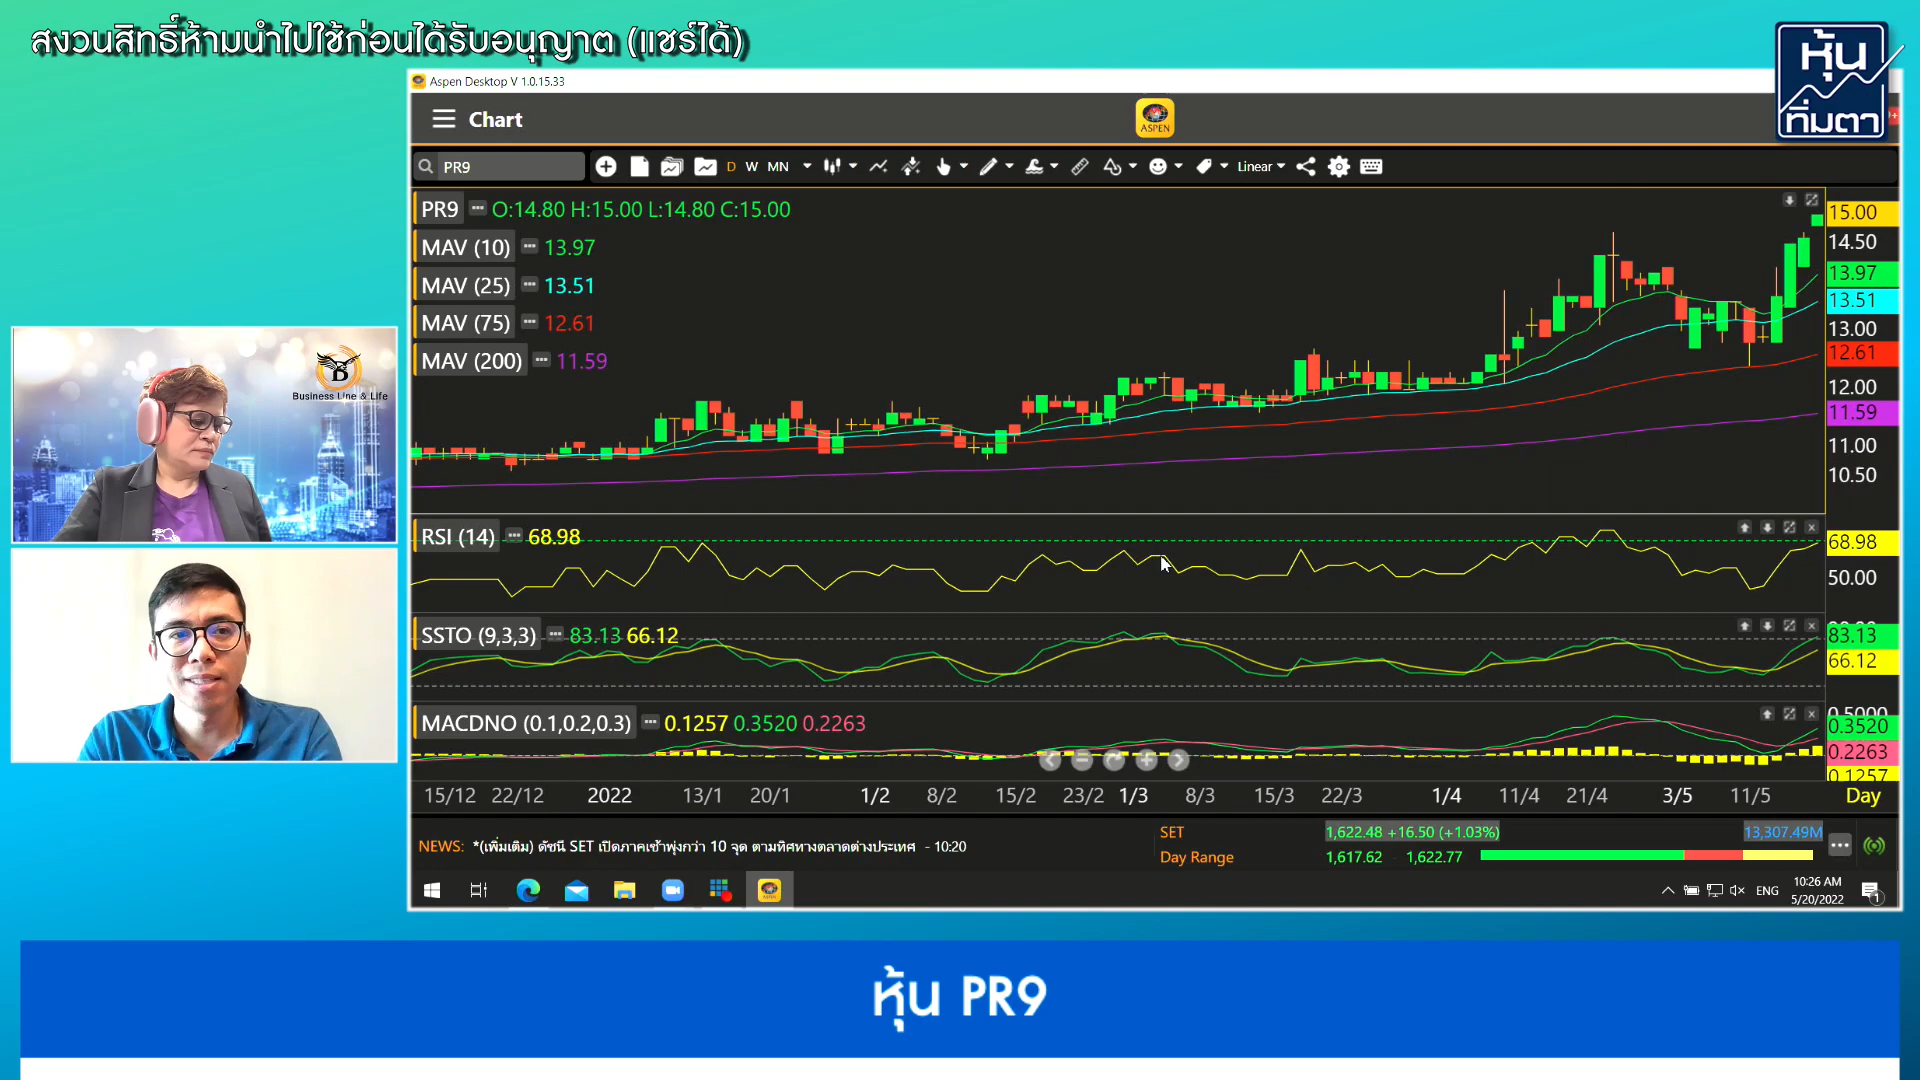 สงวนสิทธิ์ห้ามนำไปใช้ก่อนได้รับอนุญาต (แชร์ได้)
หุ้น
ทิ่มตา
Aspen Desktop V 1.0.15.33
Chart
ASPEN
PR9
D W MN
Linear
PR9 O:14.80 H:15.00 L:14.80 C:15.00
MAV (10) 13.97
MAV (25) 13.51
MAV (75) 12.61
MAV (200) 11.59
15.00
14.50
13.97
13.51
13.00
12.61
12.00
11.59
11.00
10.50
B
Business Line & Life
RSI (14) 68.98
68.98
50.00
SSTO (9,3,3) 83.13 66.12
83.13
66.12
MACDNO (0.1,0.2,0.3) 0.1257 0.3520 0.2263
0.5000
0.3520
0.2263
0.1257
15/12 22/12 2022 13/1 20/1 1/2 8/2 15/2 23/2 1/3 8/3 15/3 22/3 1/4 11/4 21/4 3/5 11/5 Day
NEWS: *(เพิ่มเติม) ดัชนี SET เปิดภาคเช้าพุ่งกว่า 10 จุด ตามทิศทางตลาดต่างประเทศ - 10:20
SET 1,622.48 +16.50 (+1.03%) 13,307.49M
Day Range 1,617.62 - 1,622.77
ENG
10:26 AM
5/20/2022
1
หุ้น PR9